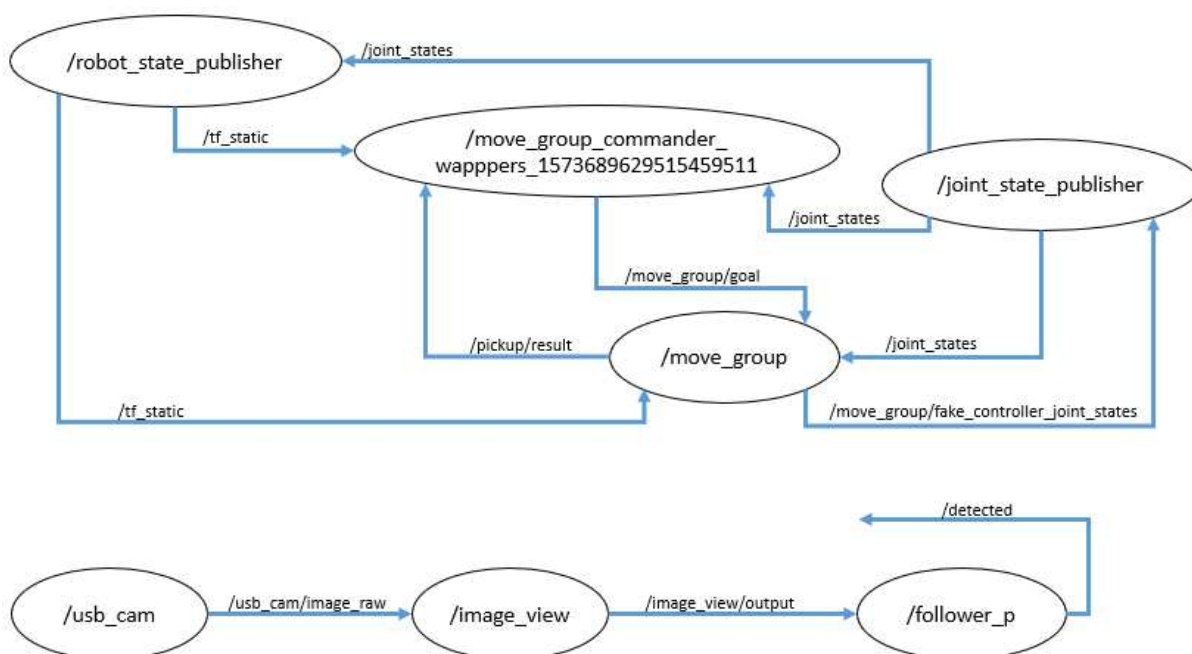 /joint_states
/robot_state_publisher
/tf_static
/move_group_commander_
wapppers_1573689629515459511
/joint_state_publisher
/joint_states
/move_group/goal
/pickup/result
/move_group
/joint_states
/tf_static
/move_group/fake_controller_joint_states
/detected
/usb_cam
/usb_cam/image_raw
/image_view
/image_view/output
/follower_p